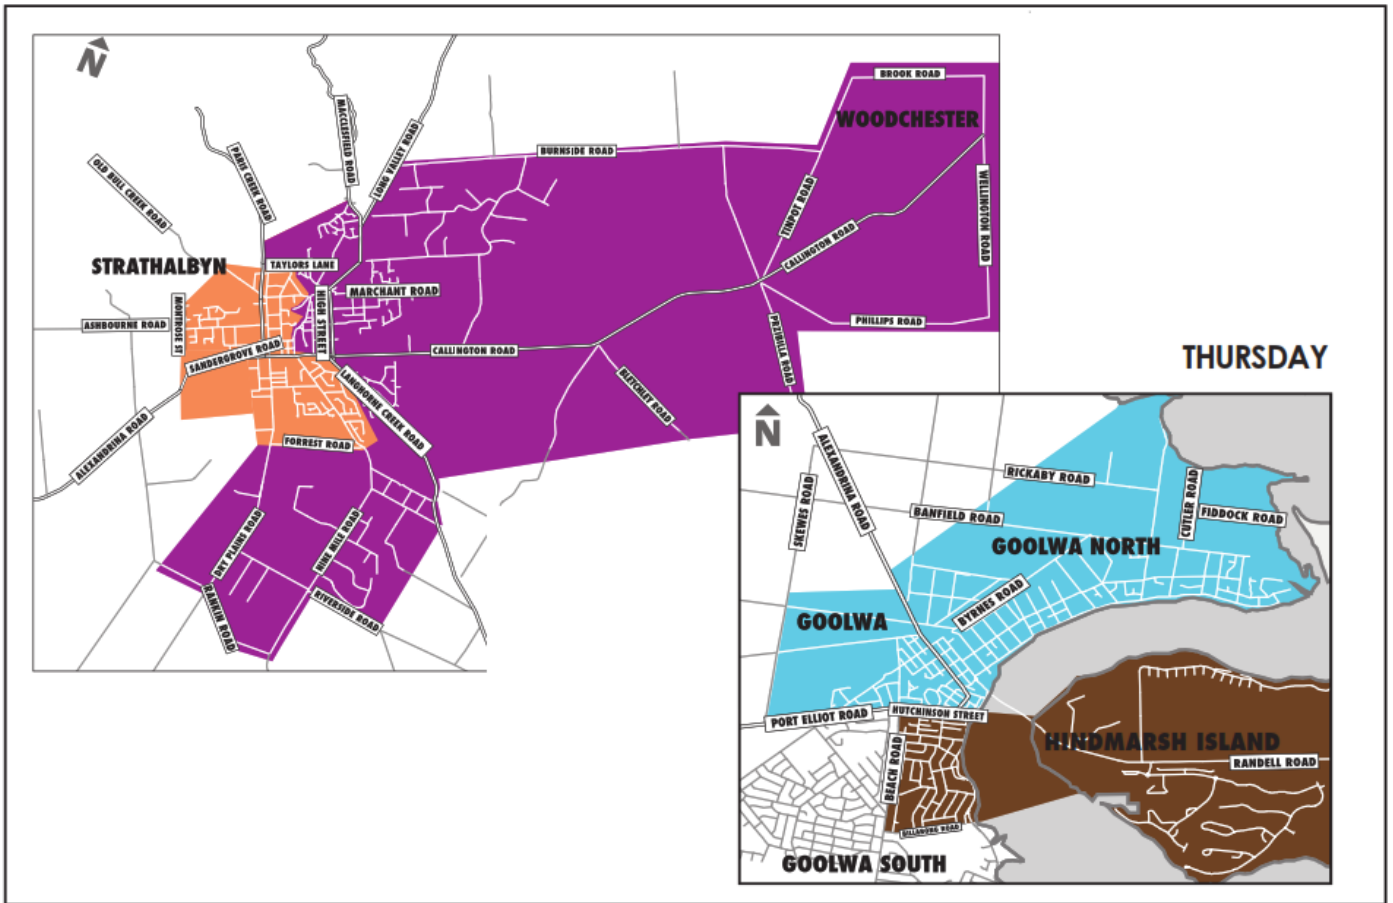 N
BROOK ROAD
WOODCHESTER
MACCLESFIELD ROAD
LONG VALLEY ROAD
BURNSIDE ROAD
OLD BULL CREEK ROAD
PARIS CREEK ROAD
TINPOT ROAD
WELLINGTON ROAD
CALLINGTON ROAD
STRATHALBYN
TAYLORS LANE
MARCHANT ROAD
HIGH STREET
MONTROSE ST
ASHBOURNE ROAD
SANDERGROVE ROAD
CALLINGTON ROAD
PHILLIPS ROAD
PRZIBILLA ROAD
THURSDAY
LANGHORNE CREEK ROAD
BLETCHLEY ROAD
ALEXANDRINA ROAD
FORREST ROAD
DRY PLAINS ROAD
NINE MILE ROAD
RANKIN ROAD
RIVERSIDE ROAD
N
ALEXANDRINA ROAD
SKEWES ROAD
RICKABY ROAD
CUTLER ROAD
BANFIELD ROAD
FIDDOCK ROAD
GOOLWA NORTH
BYRNES ROAD
GOOLWA
PORT ELLIOT ROAD
HUTCHINSON STREET
BEACH ROAD
HINDMARSH ISLAND
RANDELL ROAD
GOOLWA SOUTH